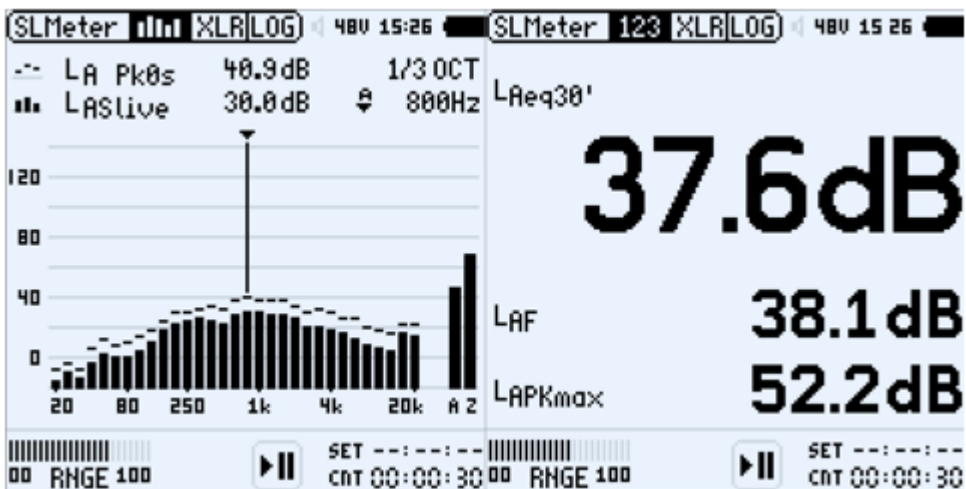 SLMeter XLR LOG 48V 15:26
LA Pk0s 40.9dB 1/3 OCT
LASlive 30.0dB A 800Hz
120
80
40
0
20 80 250 1k 4k 20k A Z
SET --:--:--
00 RNGE 100 CNT 00:00:30
SLMeter 123 XLR LOG 48V 15 26
LAeq30'
37.6dB
LAF 38.1dB
LAPKmax 52.2dB
SET --:--:--
00 RNGE 100 CNT 00:00:30